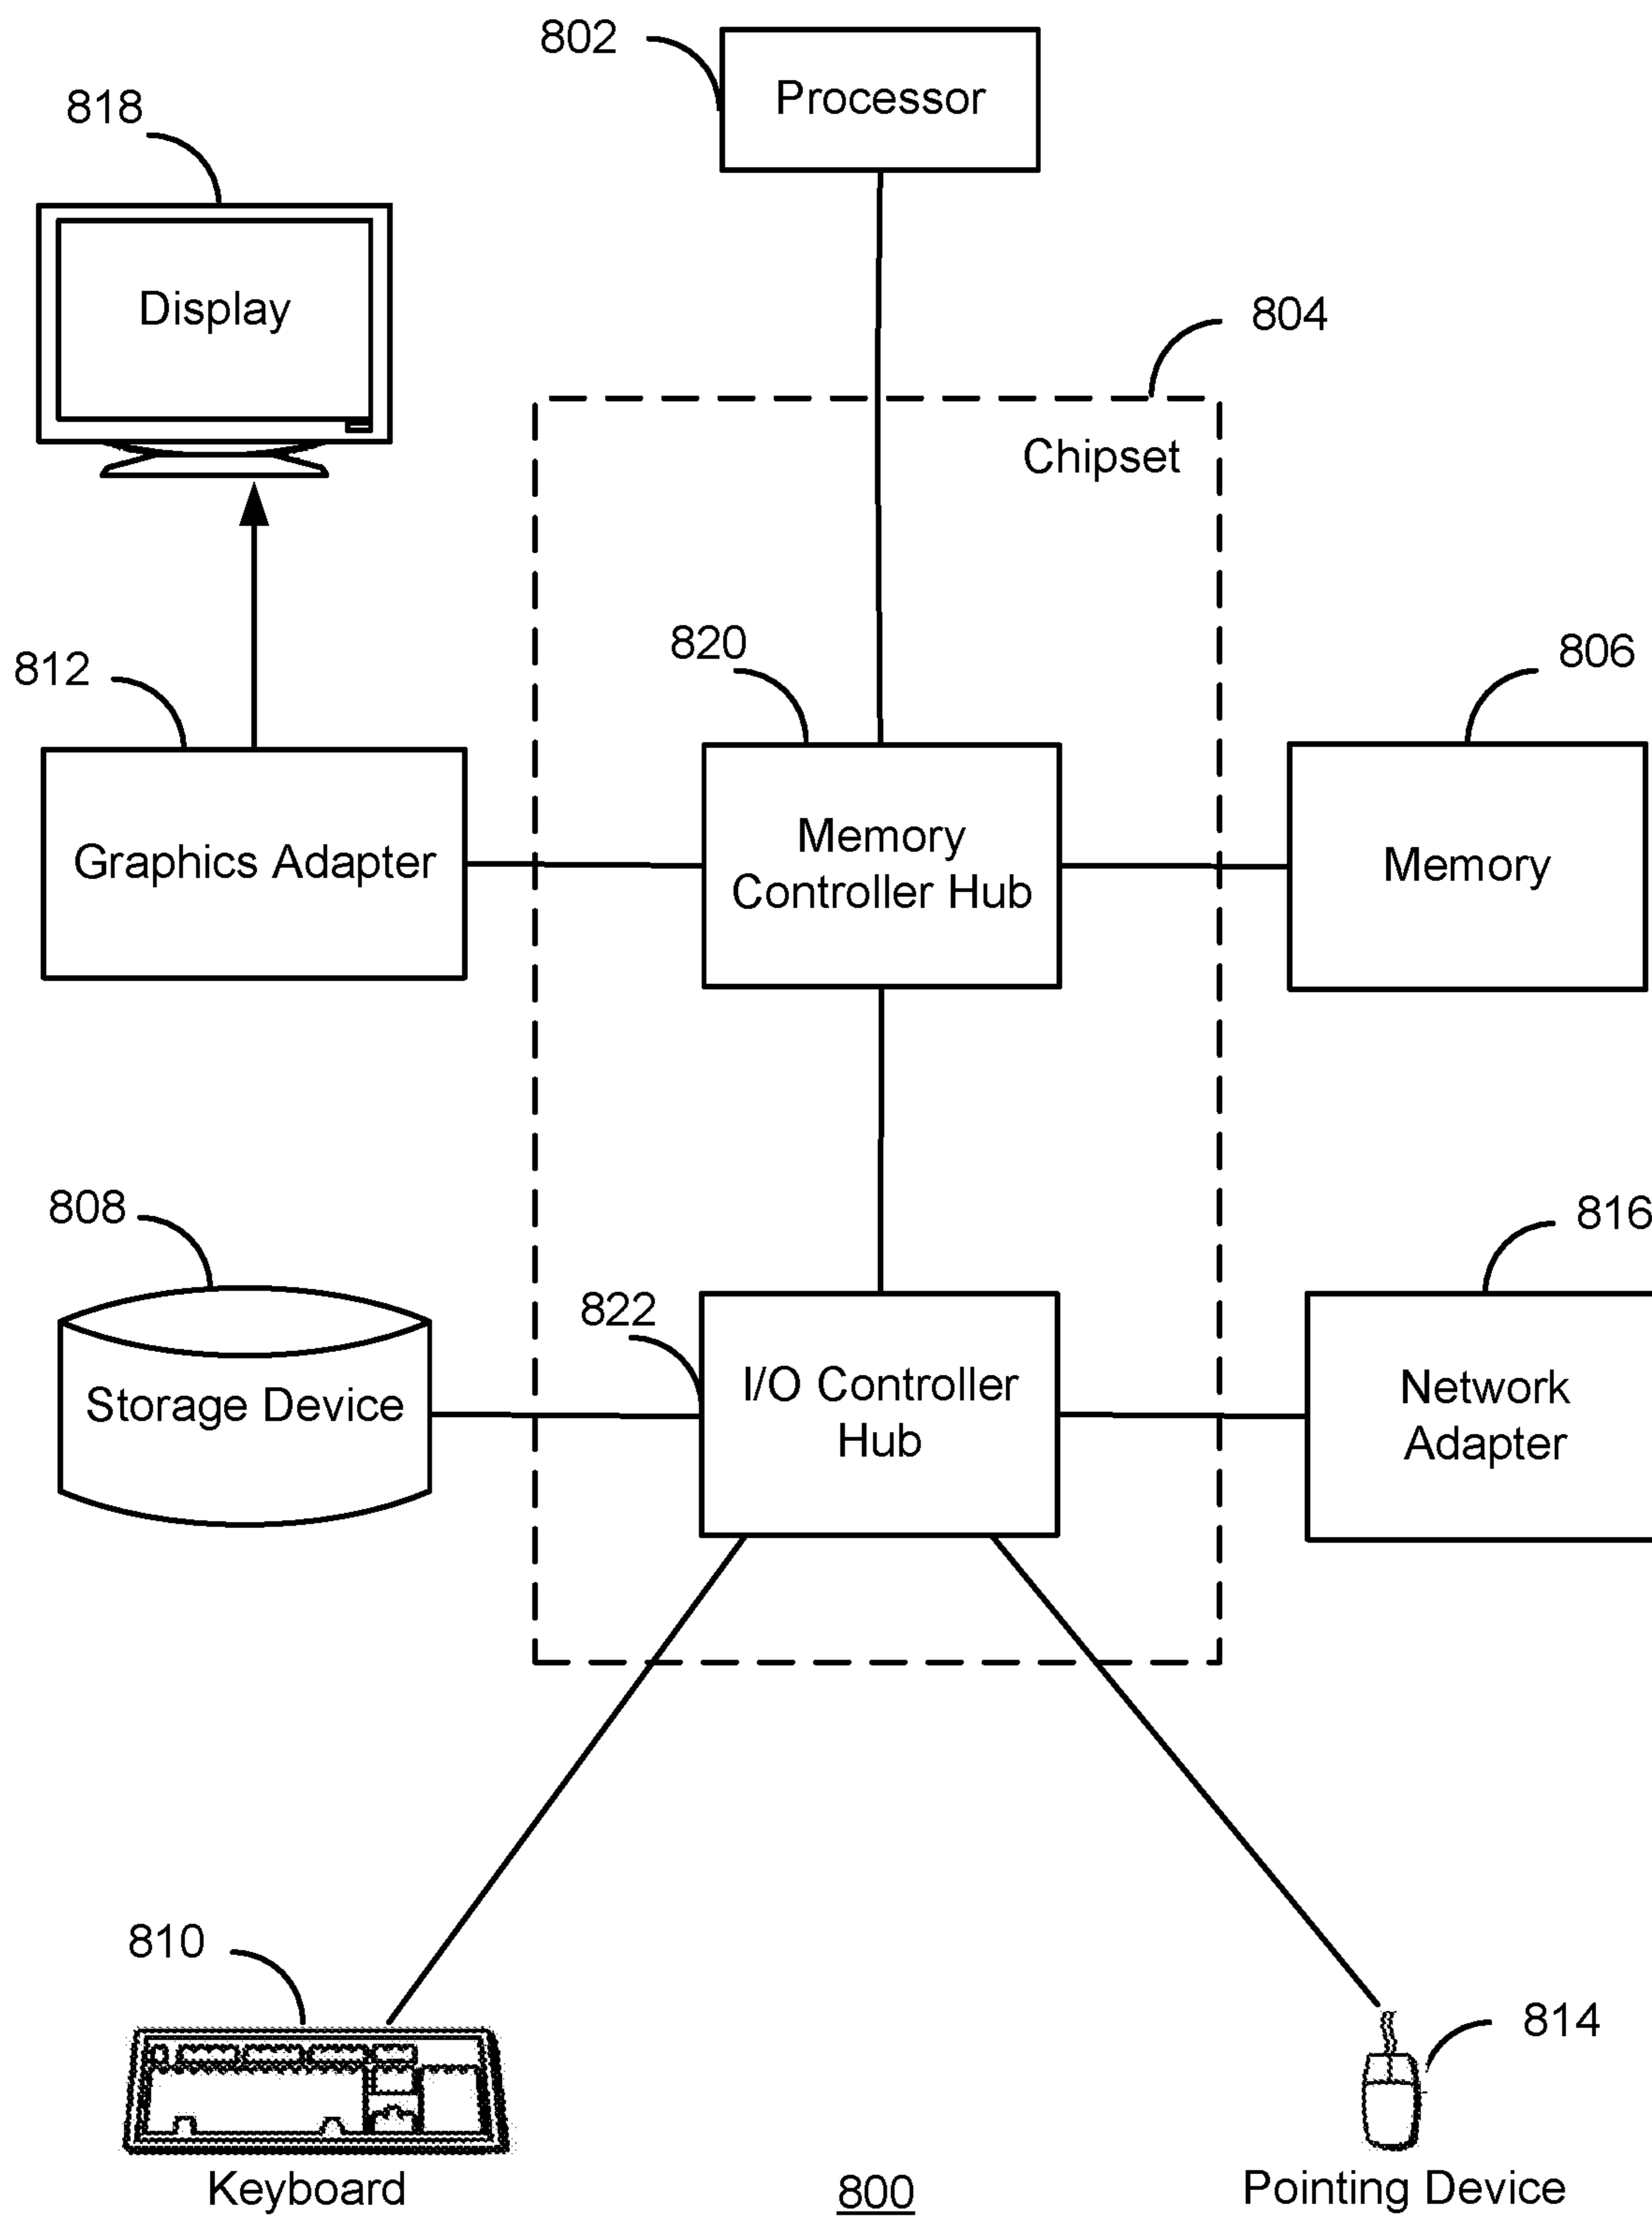 802
Processor
818
Display
804
Chipset
820
812
806
Graphics Adapter
Memory
Controller Hub
Memory
808
816
822
Storage Device
I/O Controller
Hub
Network
Adapter
810
814
Keyboard
800
Pointing Device